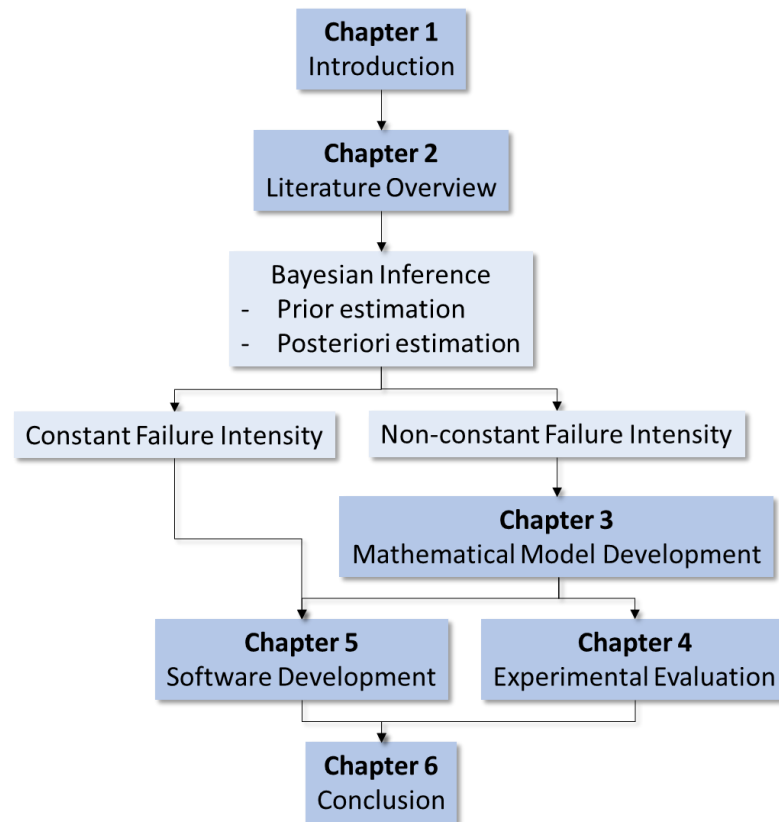 Chapter 1
Introduction
Chapter 2
Literature Overview
Bayesian Inference
- Prior estimation
- Posteriori estimation
Constant Failure Intensity
Non-constant Failure Intensity
Chapter 3
Mathematical Model Development
Chapter 5
Software Development
Chapter 4
Experimental Evaluation
Chapter 6
Conclusion